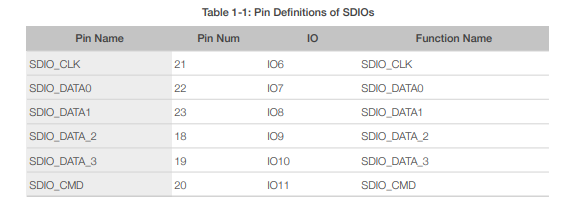 Table 1-1: Pin Definitions of SDIOs
Pin Name Pin Num IO Function Name
SDIO_CLK 21 IO6 SDIO_CLK
SDIO_DATA0 22 IO7 SDIO_DATA0
SDIO_DATA1 23 IO8 SDIO_DATA1
SDIO_DATA_2 18 IO9 SDIO_DATA_2
SDIO_DATA_3 19 IO10 SDIO_DATA_3
SDIO_CMD 20 IO11 SDIO_CMD